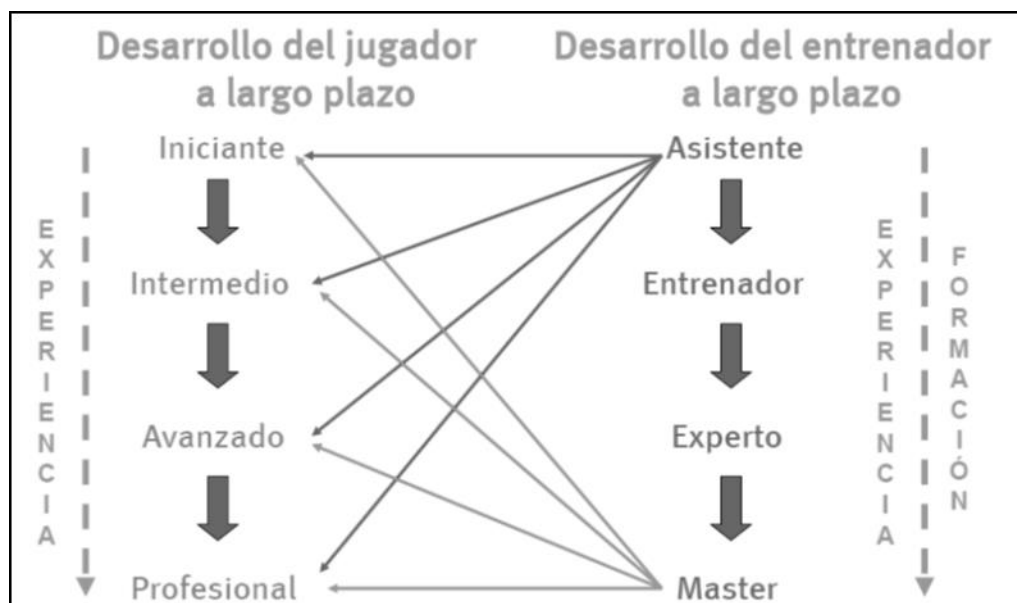 Desarrollo del jugador
a largo plazo
Desarrollo del entrenador
a largo plazo
EXPERIENCIA
Iniciante
Intermedio
Avanzado
Profesional
Asistente
Entrenador
Experto
Master
EXPERIENCIA
FORMACIÓN